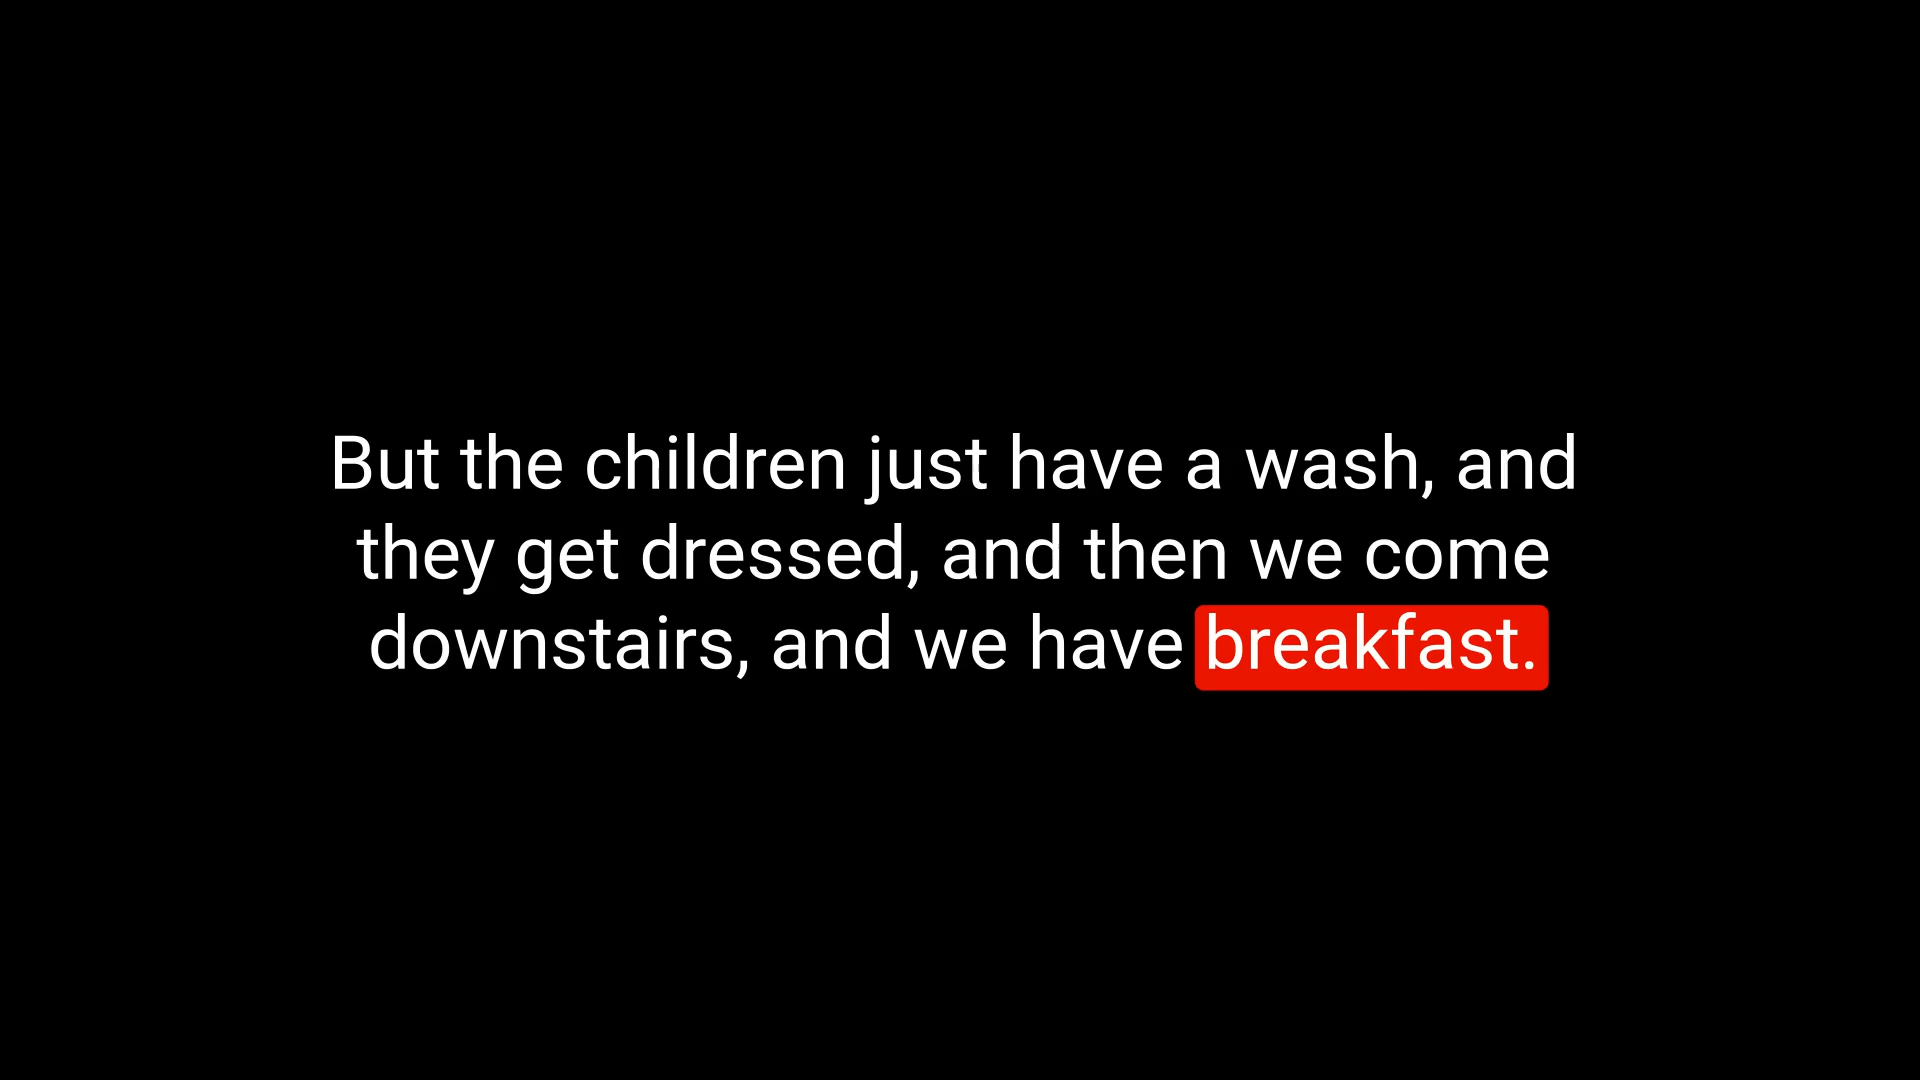 But the children just have a wash, and
they get dressed, and then we come
downstairs, and we have breakfast.